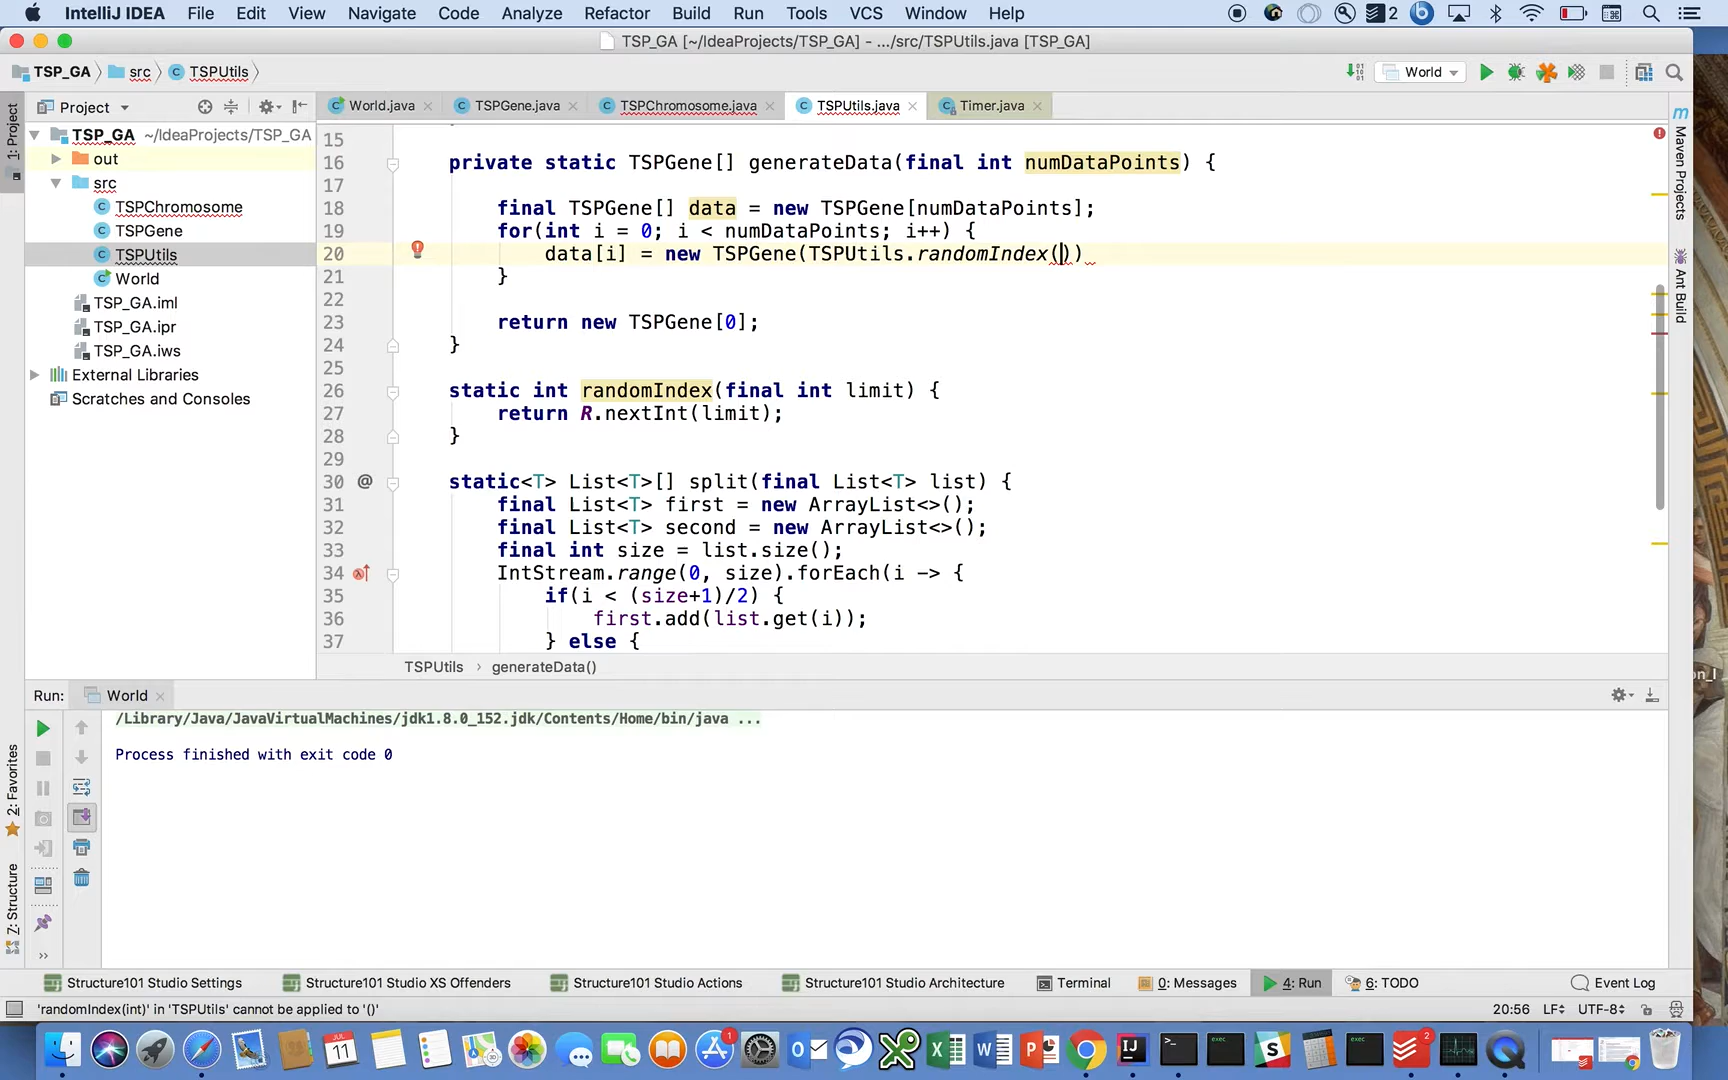 IntelliJ IDEA File Edit View Navigate Code Analyze Refactor Build Run Tools VCS Window Help 2
TSP_GA [~/IdeaProjects/TSP_GA] - .../src/TSPUtils.java [TSP_GA]
TSP_GA src TSPUtils World
Project World.java TSPGene.java TSPChromosome.java TSPUtils.java Timer.java
TSP_GA ~/IdeaProjects/TSP_GA
out
src
TSPChromosome
TSPGene
TSPUtils
World
TSP_GA.iml
TSP_GA.ipr
TSP_GA.iws
External Libraries
Scratches and Consoles
1: Project
Maven Projects
Ant Build
15
16 private static TSPGene[] generateData(final int numDataPoints) {
17
18 final TSPGene[] data = new TSPGene[numDataPoints];
19 for(int i = 0; i < numDataPoints; i++) {
20 data[i] = new TSPGene(TSPUtils.randomIndex())
21 }
22
23 return new TSPGene[0];
24 }
25
26 static int randomIndex(final int limit) {
27 return R.nextInt(limit);
28 }
29
30 @ static<T> List<T>[] split(final List<T> list) {
31 final List<T> first = new ArrayList<>();
32 final List<T> second = new ArrayList<>();
33 final int size = list.size();
34 IntStream.range(0, size).forEach(i -> {
35 if(i < (size+1)/2) {
36 first.add(list.get(i));
37 } else {
TSPUtils › generateData()
Run: World
/Library/Java/JavaVirtualMachines/jdk1.8.0_152.jdk/Contents/Home/bin/java ...
Process finished with exit code 0
2: Favorites
Z: Structure
Structure101 Studio Settings Structure101 Studio XS Offenders Structure101 Studio Actions Structure101 Studio Architecture Terminal 0: Messages 4: Run 6: TODO Event Log
'randomIndex(int)' in 'TSPUtils' cannot be applied to '()' 20:56 LF UTF-8
JUL
11
1
2